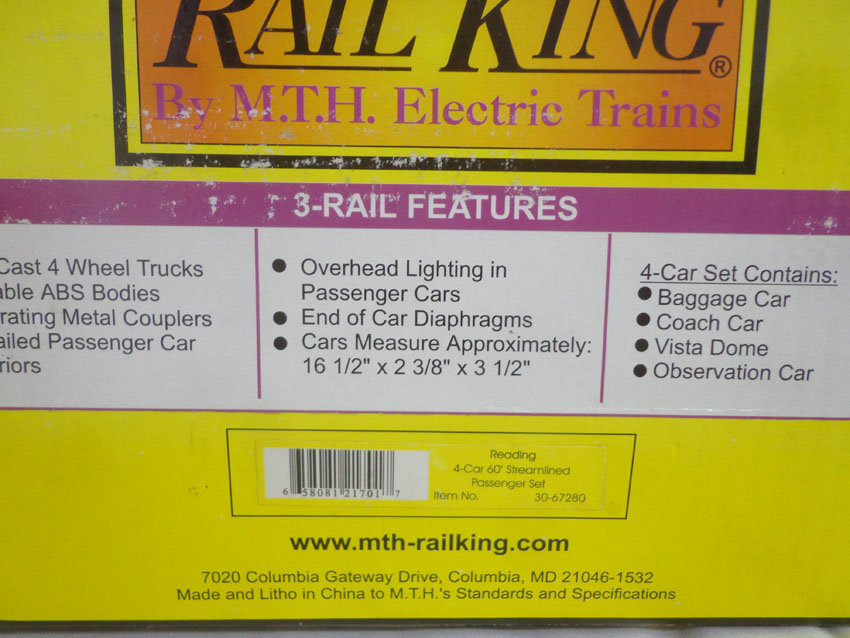 RAIL KING®
By M.T.H. Electric Trains
3-RAIL FEATURES
Cast 4 Wheel Trucks
able ABS Bodies
rating Metal Couplers
ailed Passenger Car
riors
● Overhead Lighting in
Passenger Cars
● End of Car Diaphragms
● Cars Measure Approximately:
16 1/2" x 2 3/8" x 3 1/2"
4-Car Set Contains:
● Baggage Car
● Coach Car
● Vista Dome
● Observation Car
6 58081 21701 7
Reading
4-Car 60' Streamlined
Passenger Set
Item No. 30-67280
www.mth-railking.com
7020 Columbia Gateway Drive, Columbia, MD 21046-1532
Made and Litho in China to M.T.H.'s Standards and Specifications